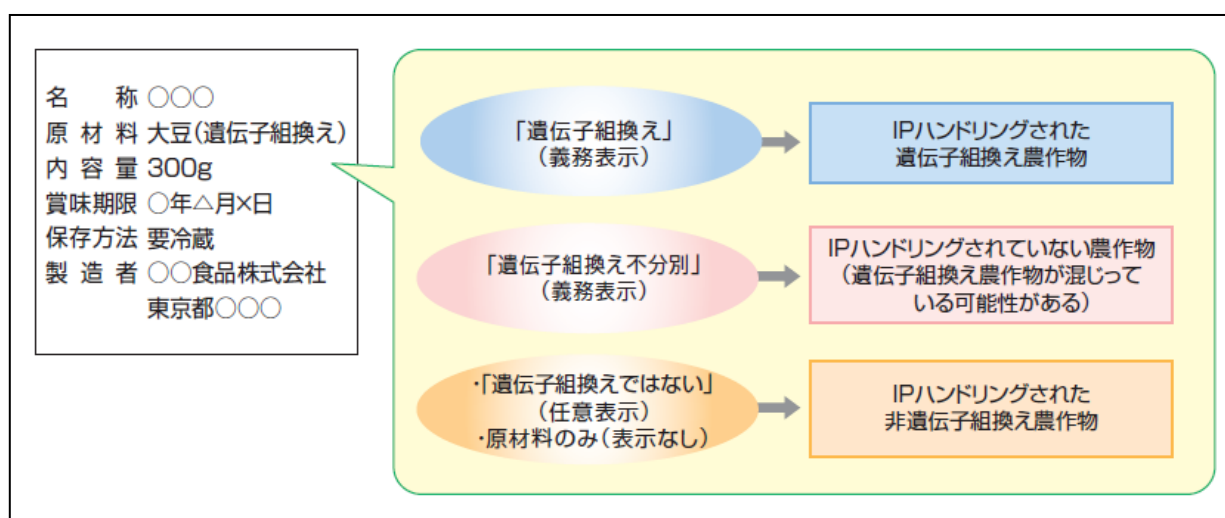 名　　称 ○○○
原 材 料 大豆(遺伝子組換え)
内 容 量 300g
賞味期限 ○年△月×日
保存方法 要冷蔵
製 造 者 ○○食品株式会社
東京都○○○
「遺伝子組換え」
(義務表示)
IPハンドリングされた
遺伝子組換え農作物
「遺伝子組換え不分別」
(義務表示)
IPハンドリングされていない農作物
(遺伝子組換え農作物が混じって
いる可能性がある)
・「遺伝子組換えではない」
(任意表示)
・原材料のみ(表示なし)
IPハンドリングされた
非遺伝子組換え農作物